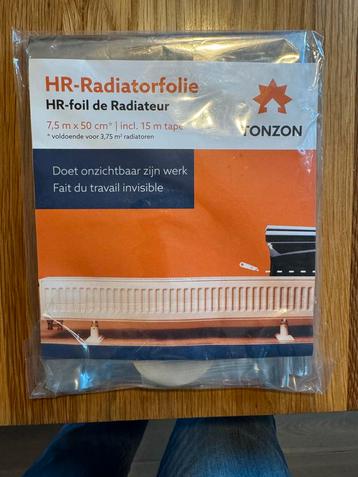 HR-Radiatorfolie
HR-foil de Radiateur
7,5 m x 50 cm* | incl. 15 m tape
* voldoende voor 3,75 m² radiatoren
TONZON
Doet onzichtbaar zijn werk
Fait du travail invisible